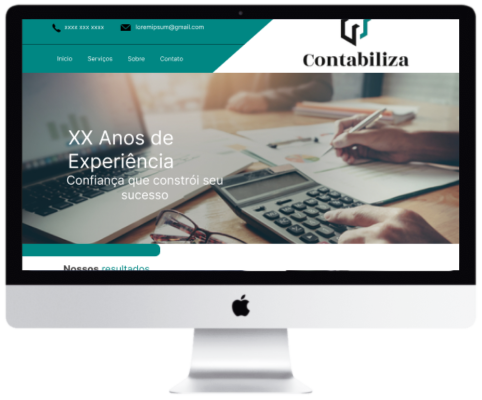 xxxx xxx xxxx
loremipsum@gmail.com
Início
Serviços
Sobre
Contato
Contabiliza
XX Anos de
Experiência
Confiança que constrói seu
sucesso
Nossos resultados